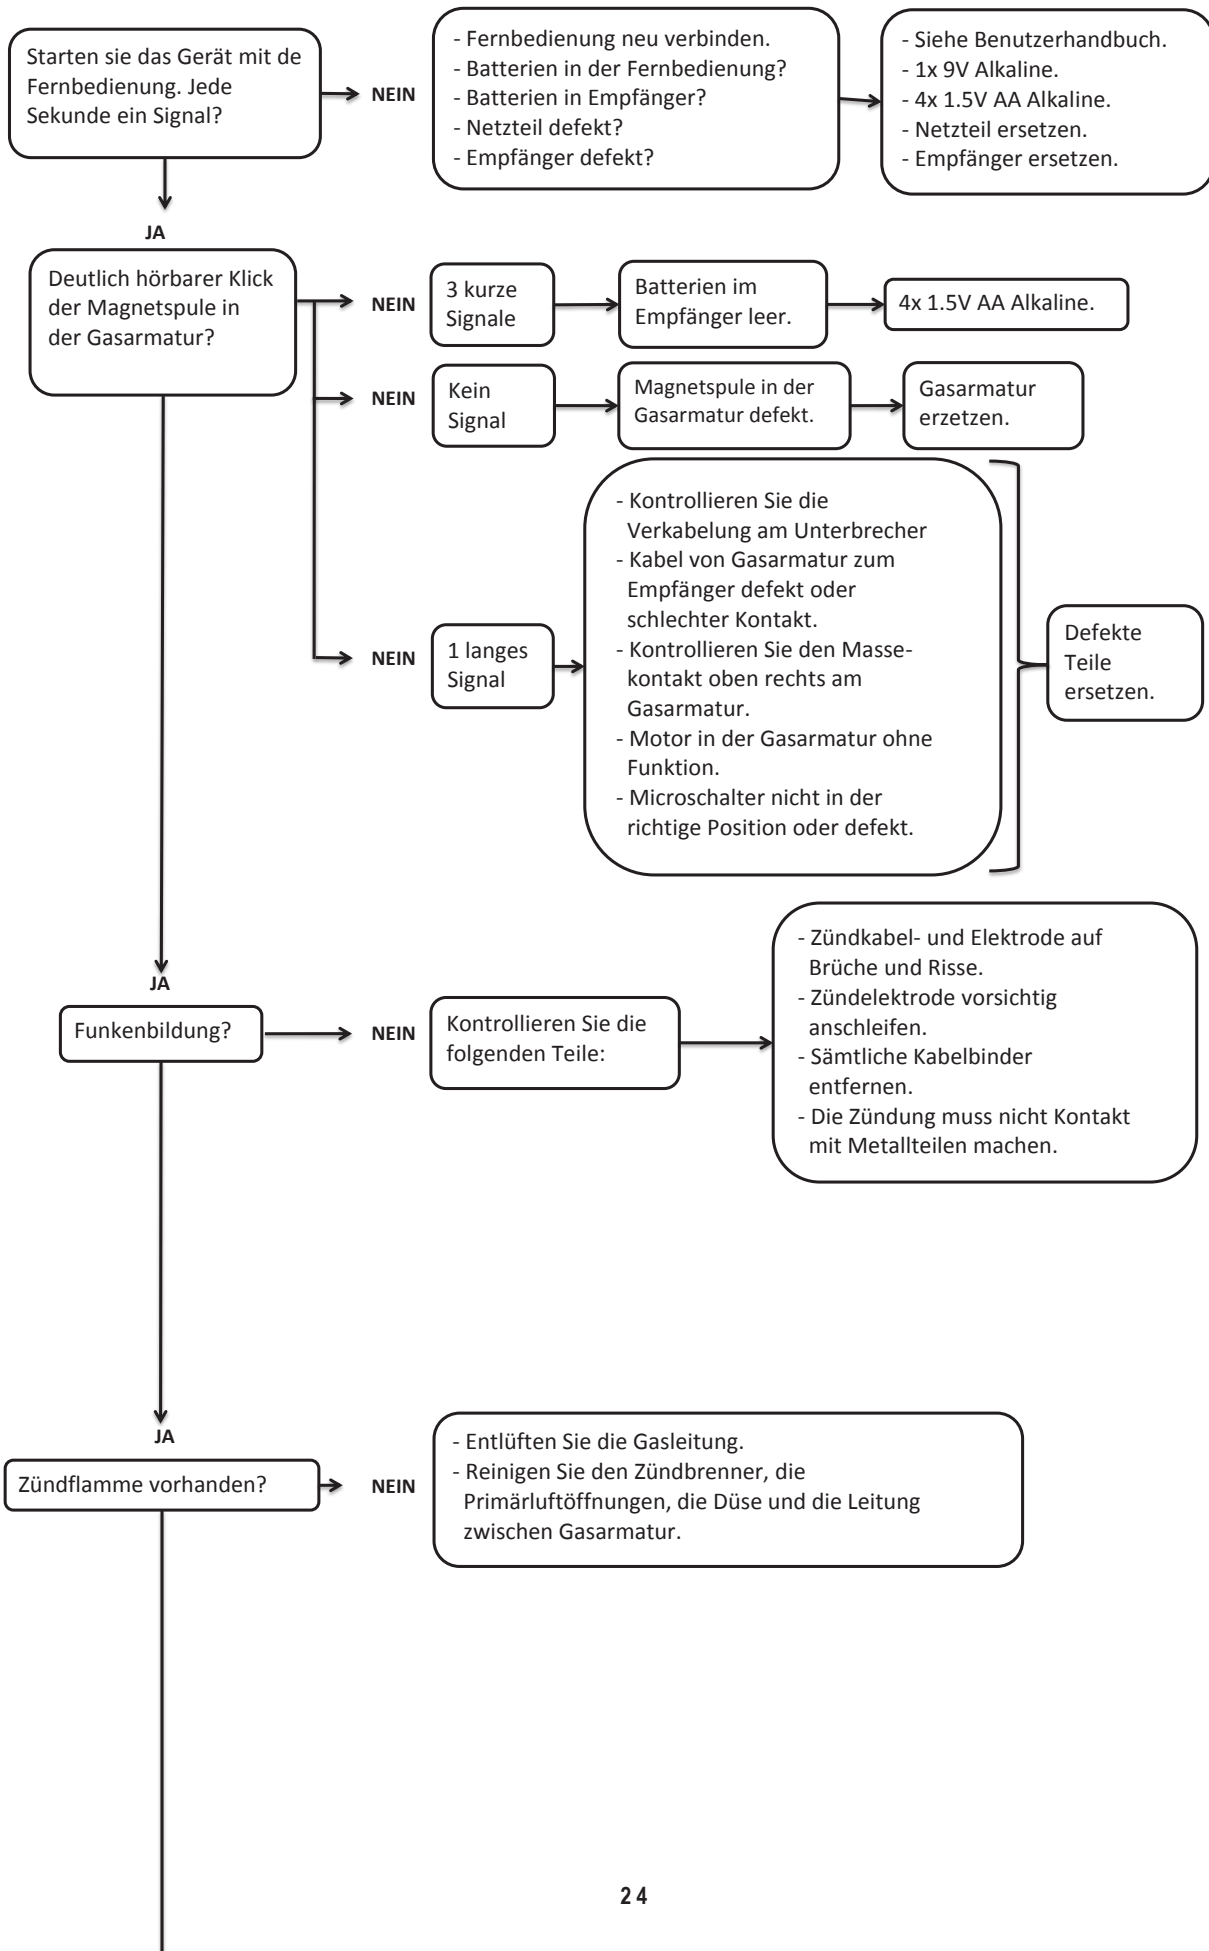 Starten sie das Gerät mit de
Fernbedienung. Jede
Sekunde ein Signal?
NEIN
- Fernbedienung neu verbinden.
- Batterien in der Fernbedienung?
- Batterien in Empfänger?
- Netzteil defekt?
- Empfänger defekt?
- Siehe Benutzerhandbuch.
- 1x 9V Alkaline.
- 4x 1.5V AA Alkaline.
- Netzteil ersetzen.
- Empfänger ersetzen.
JA
Deutlich hörbarer Klick
der Magnetspule in
der Gasarmatur?
NEIN
3 kurze
Signale
Batterien im
Empfänger leer.
4x 1.5V AA Alkaline.
NEIN
Kein
Signal
Magnetspule in der
Gasarmatur defekt.
Gasarmatur
erzetzen.
NEIN
1 langes
Signal
- Kontrollieren Sie die
Verkabelung am Unterbrecher
- Kabel von Gasarmatur zum
Empfänger defekt oder
schlechter Kontakt.
- Kontrollieren Sie den Masse-
kontakt oben rechts am
Gasarmatur.
- Motor in der Gasarmatur ohne
Funktion.
- Microschalter nicht in der
richtige Position oder defekt.
Defekte
Teile
ersetzen.
JA
Funkenbildung?
NEIN
Kontrollieren Sie die
folgenden Teile:
- Zündkabel- und Elektrode auf
Brüche und Risse.
- Zündelektrode vorsichtig
anschleifen.
- Sämtliche Kabelbinder
entfernen.
- Die Zündung muss nicht Kontakt
mit Metallteilen machen.
JA
Zündflamme vorhanden?
NEIN
- Entlüften Sie die Gasleitung.
- Reinigen Sie den Zündbrenner, die
Primärluftöffnungen, die Düse und die Leitung
zwischen Gasarmatur.
24